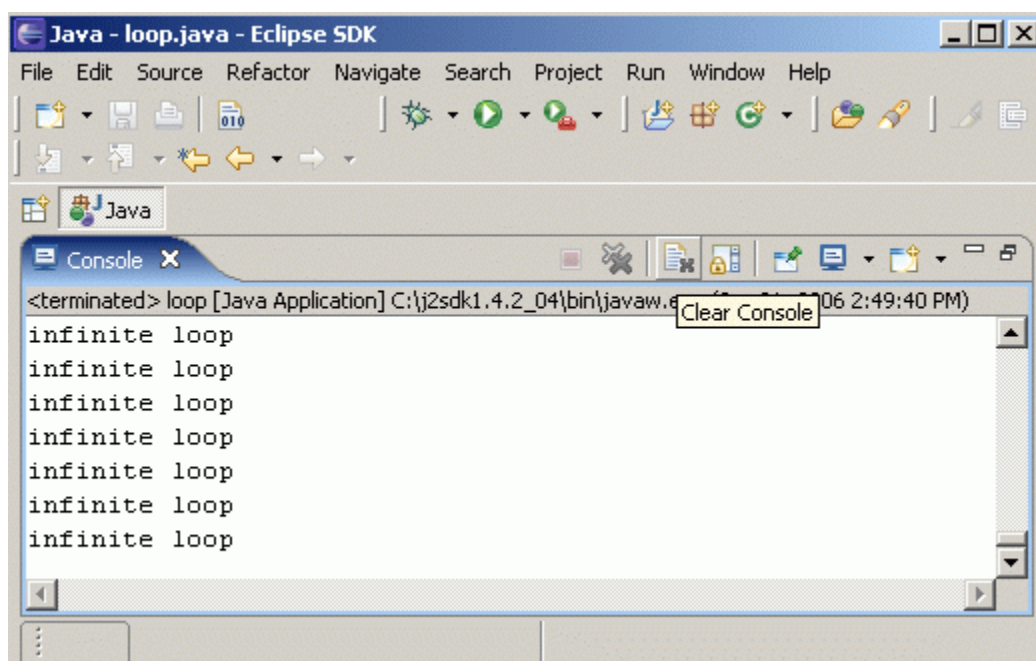 Java - loop.java - Eclipse SDK
File Edit Source Refactor Navigate Search Project Run Window Help
010
Java
Console
<terminated> loop [Java Application] C:\j2sdk1.4.2_04\bin\javaw.e 2:49:40 PM)
Clear Console
infinite loop
infinite loop
infinite loop
infinite loop
infinite loop
infinite loop
infinite loop